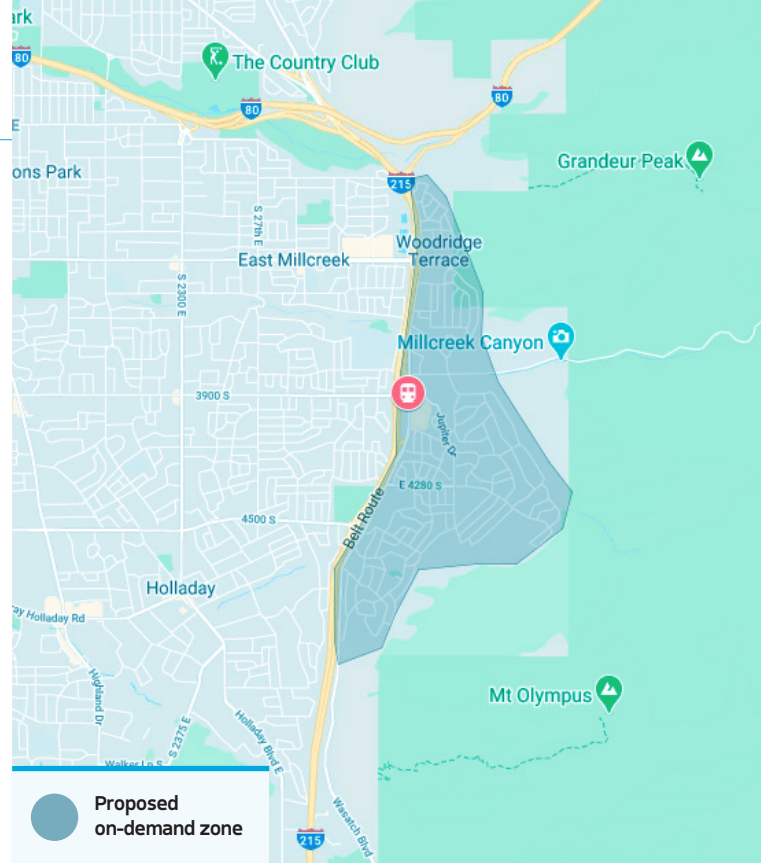 ark
80
The Country Club
80
80
E
Grandeur Peak
ons Park
215
S 27th E
Woodridge
Terrace
East Millcreek
S 2300 E
Millcreek Canyon
3900 S
Jupiter Dr
E 4280 S
4500 S
Belt Route
Holladay
ay Holladay Rd
Highland Dr
Mt Olympus
S 2375 E
Holladay Blvd E
Walker Ln S
Wasatch Blvd
215
Proposed
on-demand zone